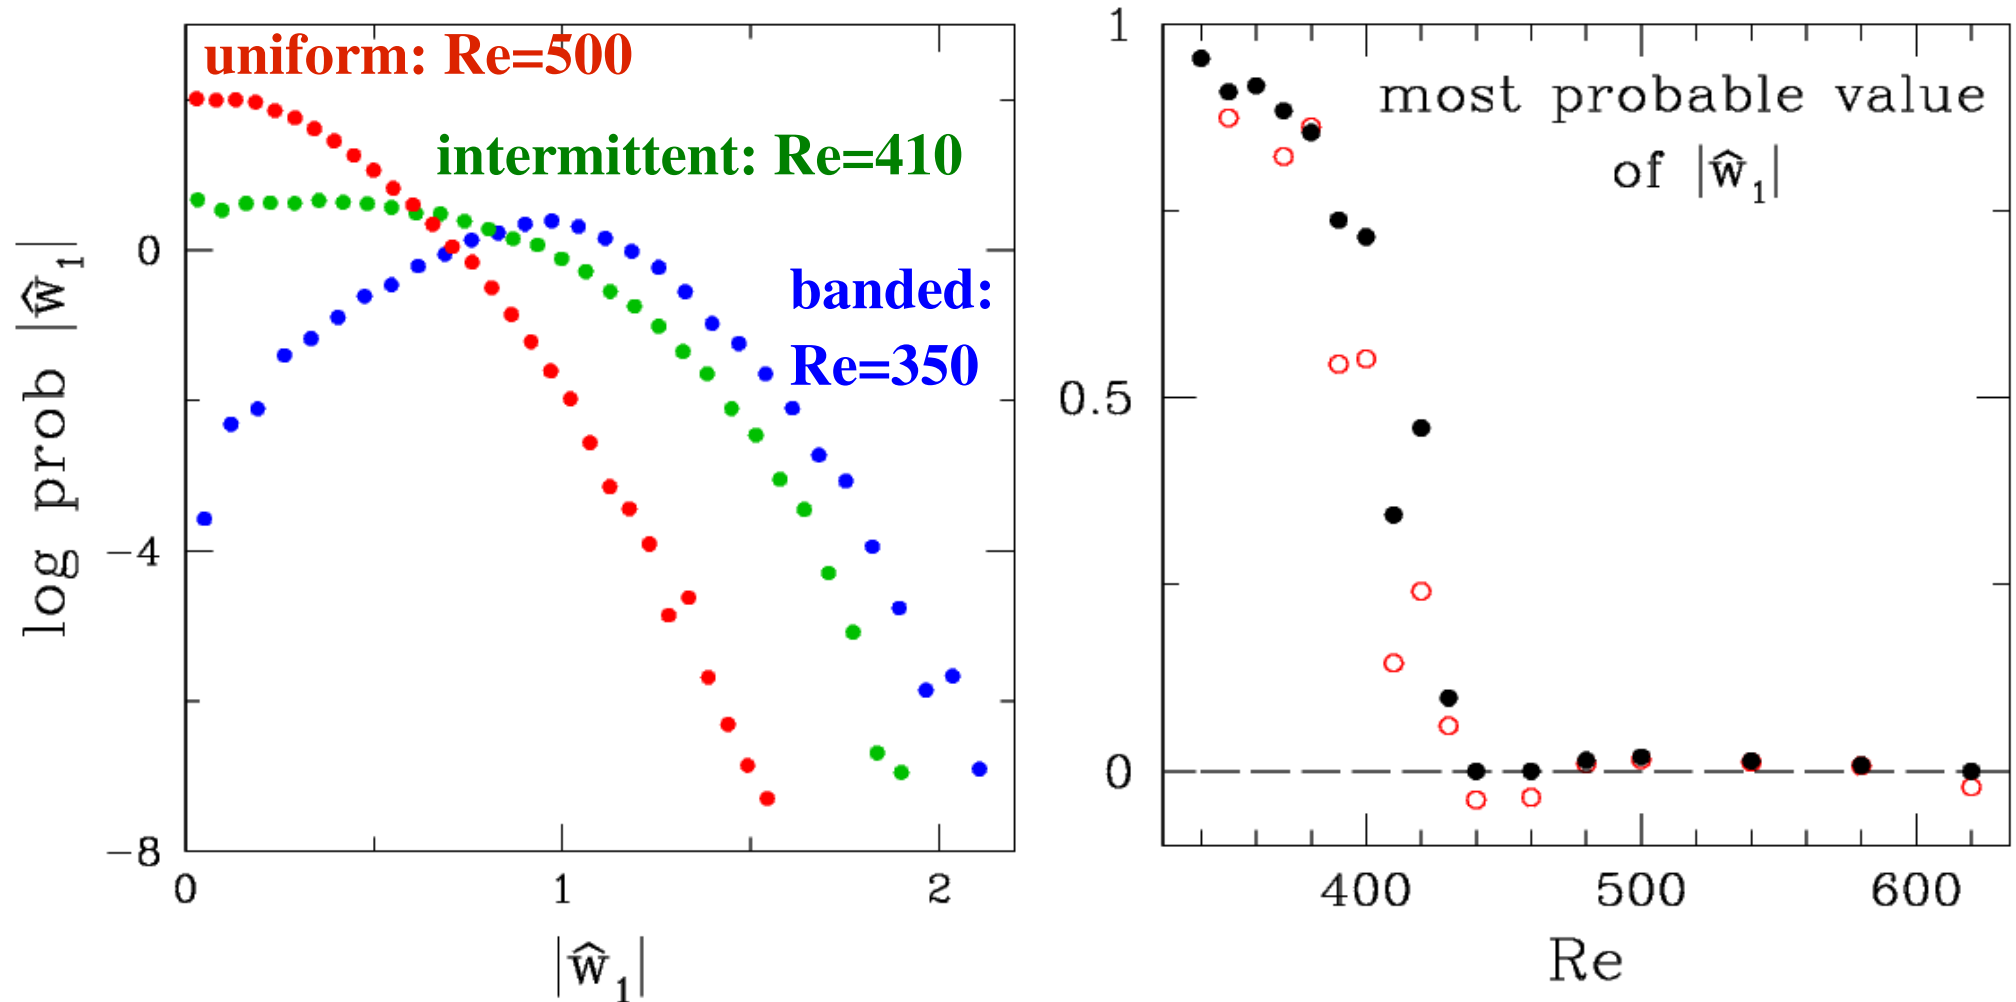 uniform: Re=500
intermittent: Re=410
banded:
Re=350
log prob |ŵ₁|
0
−4
−8
0
1
2
|ŵ₁|
most probable value
of |ŵ₁|
1
0.5
0
400
500
600
Re